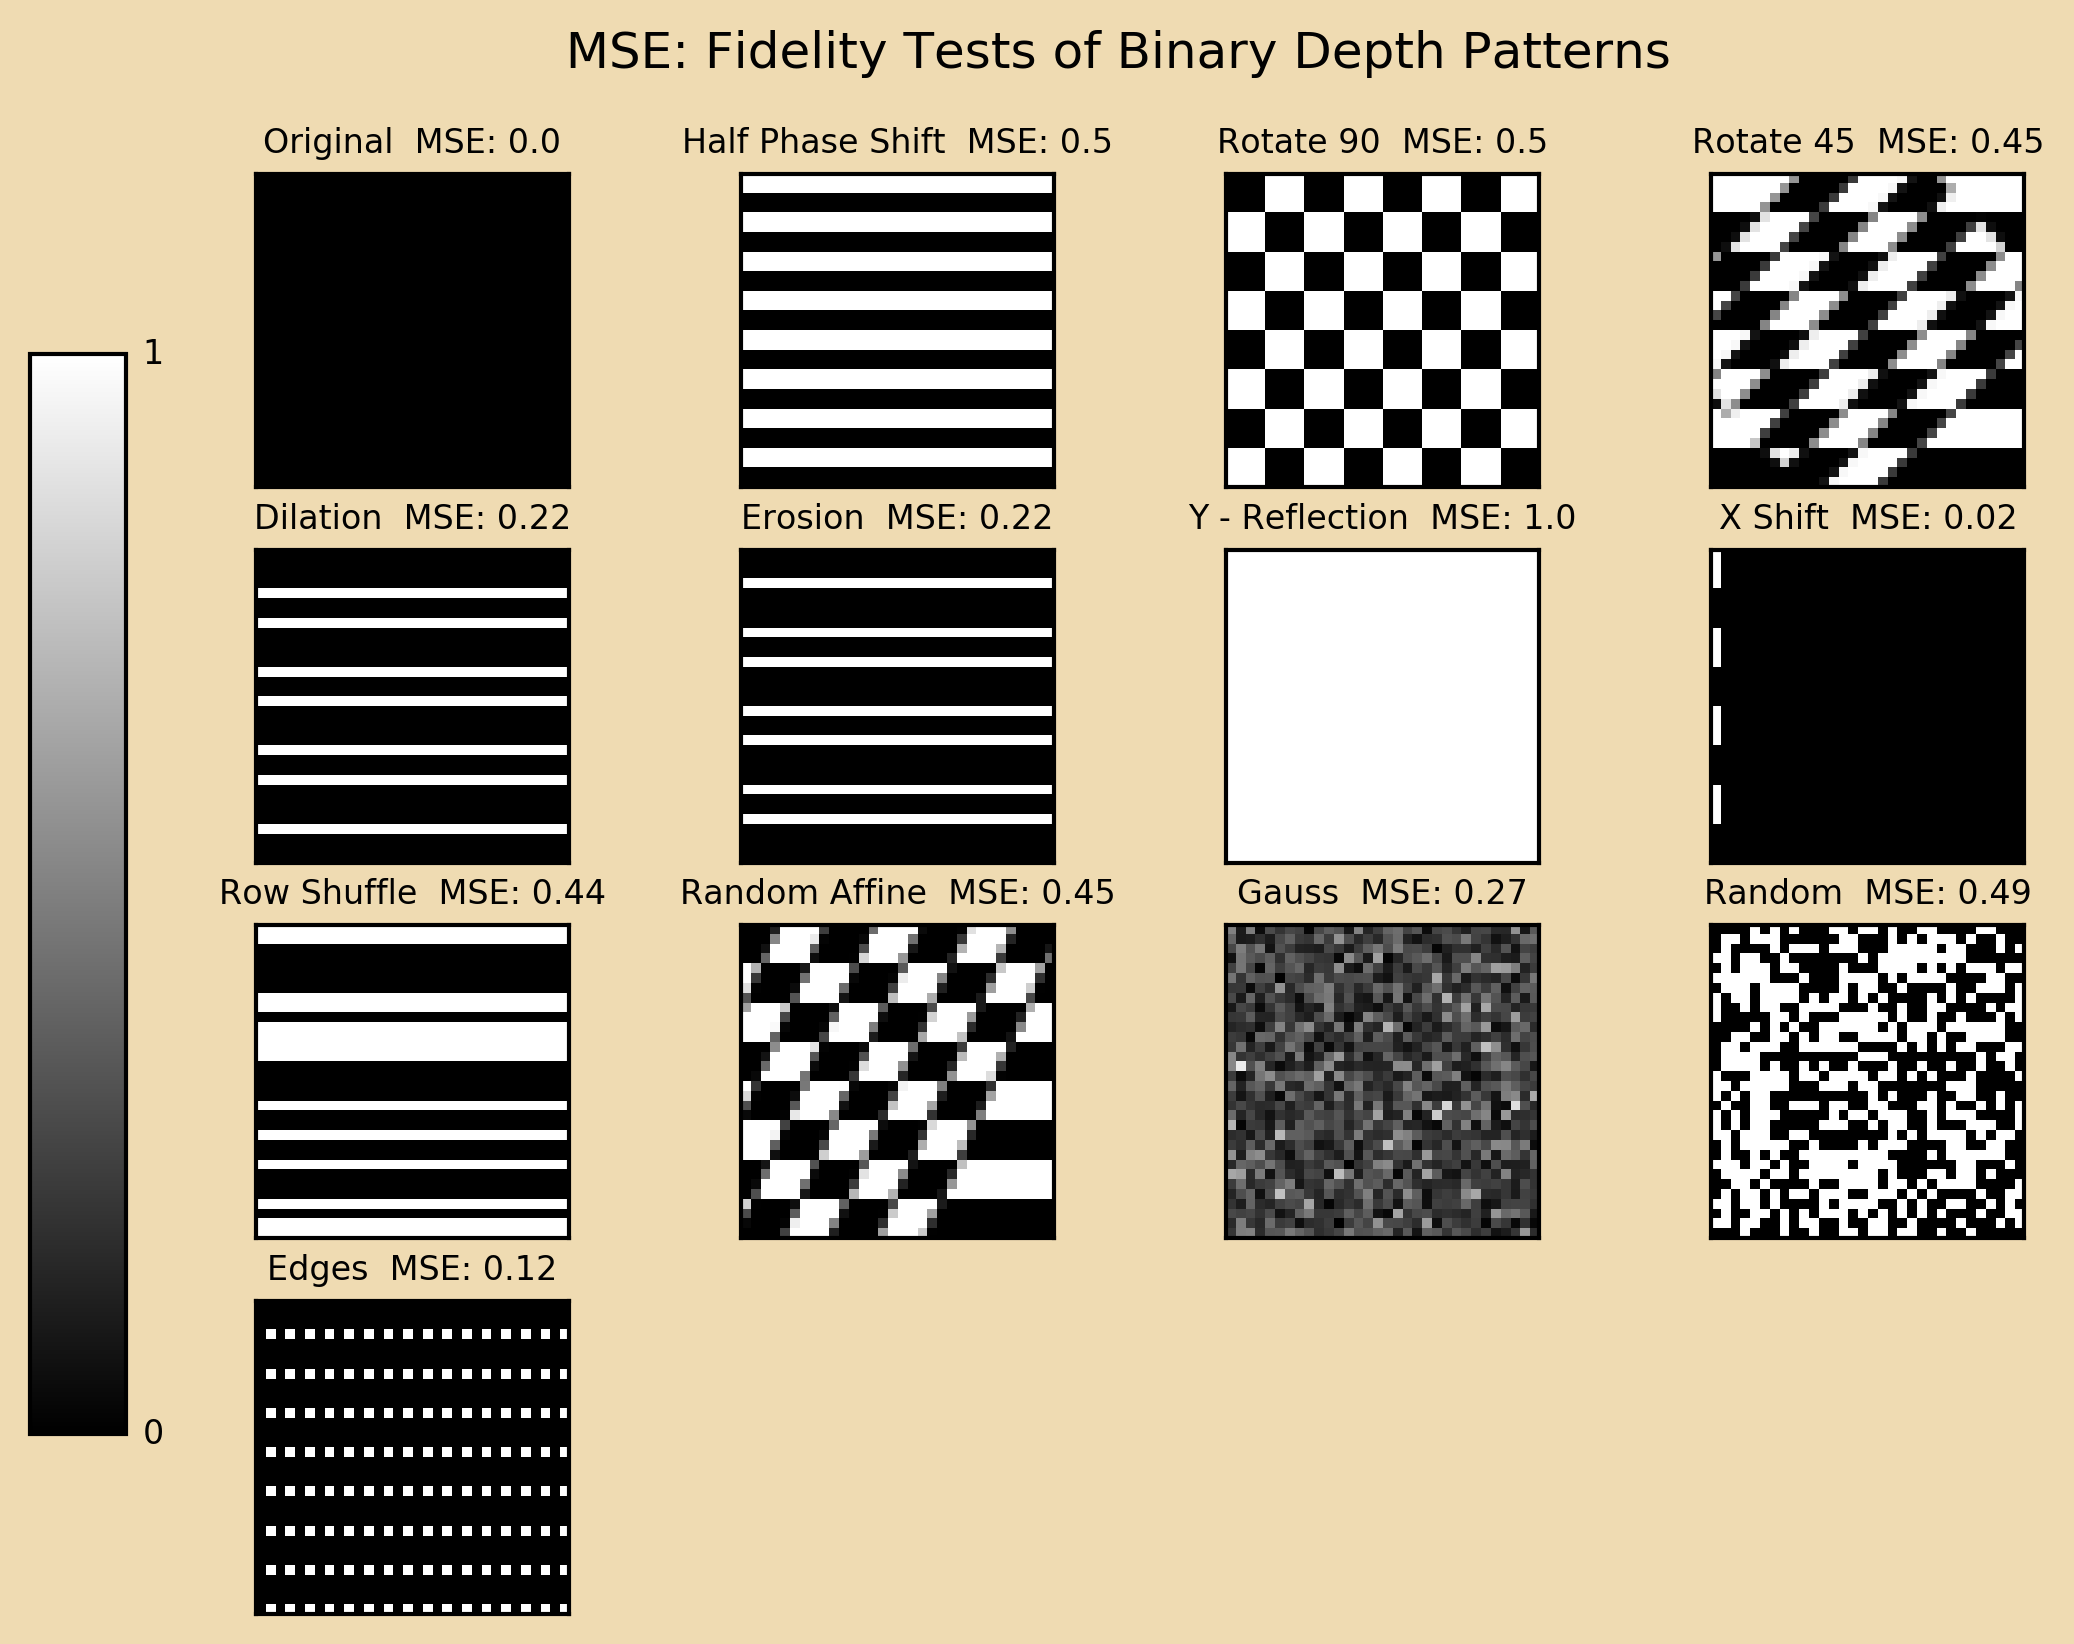 MSE: Fidelity Tests of Binary Depth Patterns
Original  MSE: 0.0
Half Phase Shift  MSE: 0.5
Rotate 90  MSE: 0.5
Rotate 45  MSE: 0.45
1
Dilation  MSE: 0.22
Erosion  MSE: 0.22
Y - Reflection  MSE: 1.0
X Shift  MSE: 0.02
Row Shuffle  MSE: 0.44
Random Affine  MSE: 0.45
Gauss  MSE: 0.27
Random  MSE: 0.49
Edges  MSE: 0.12
0